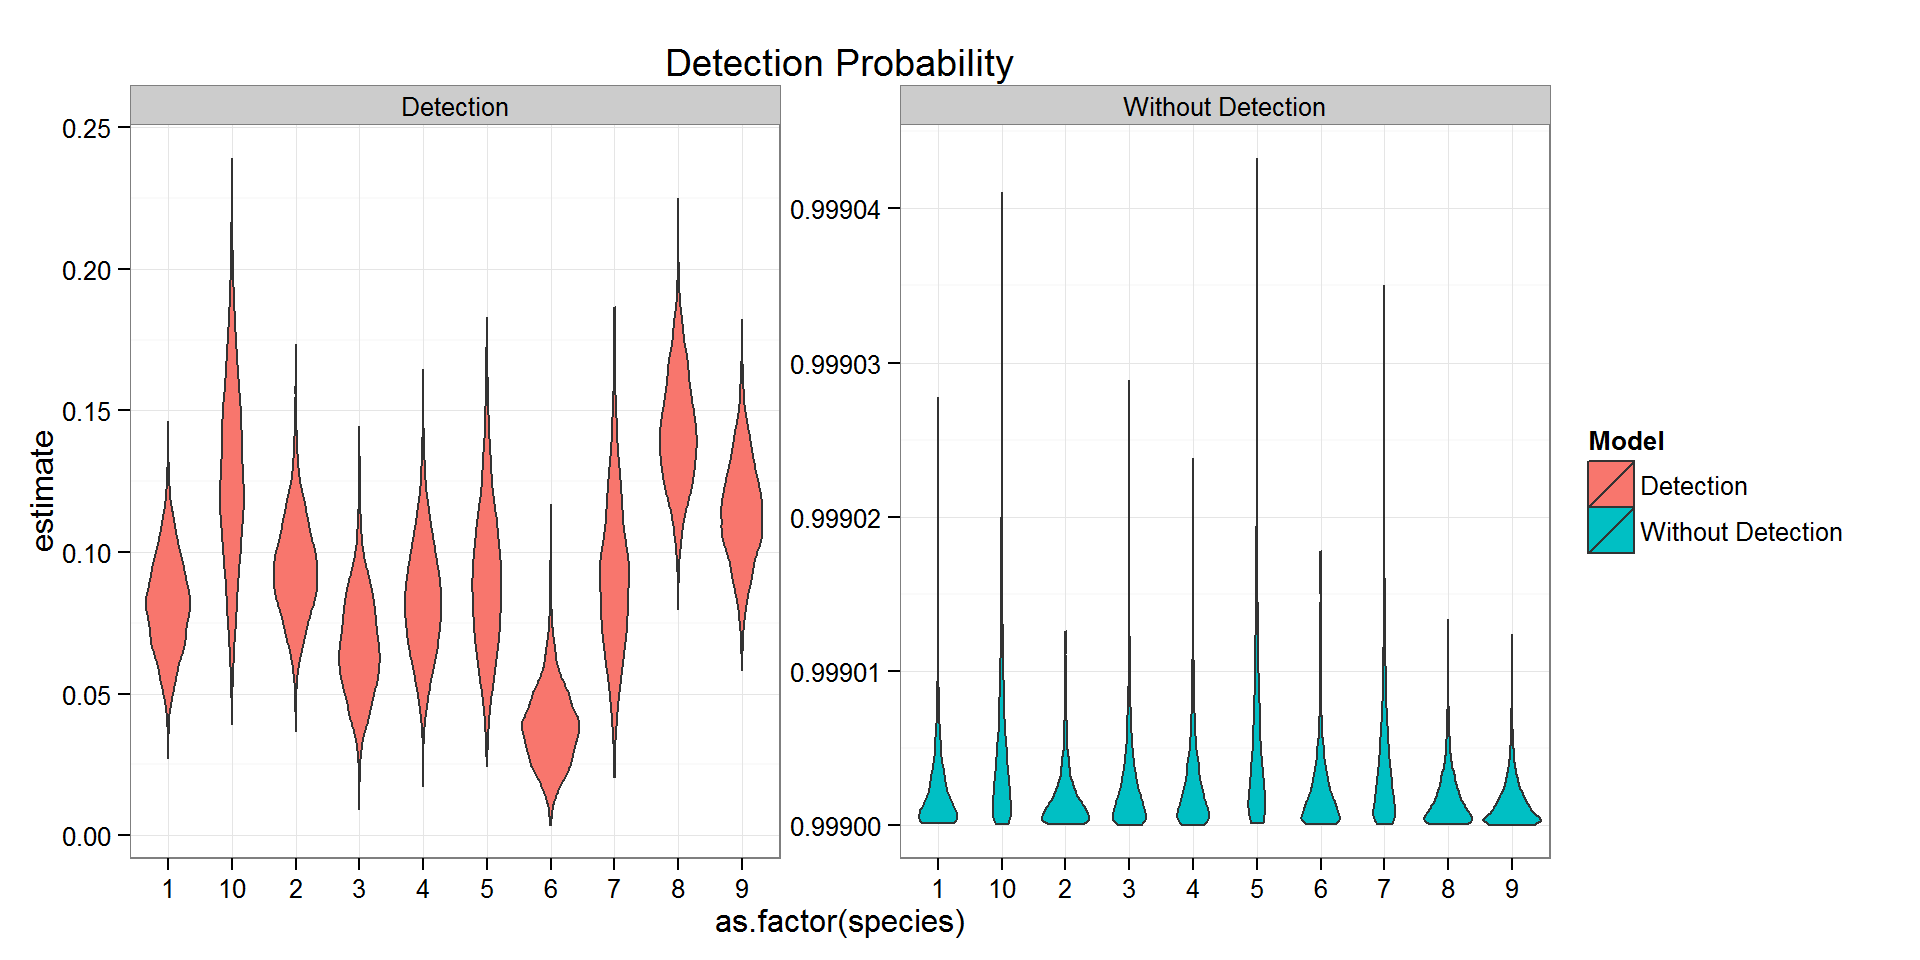 Detection Probability
Detection
Without Detection
0.25
0.20
0.15
0.10
0.05
0.00
estimate
0.99904
0.99903
0.99902
0.99901
0.99900
1 10 2 3 4 5 6 7 8 9
1 10 2 3 4 5 6 7 8 9
as.factor(species)
Model
Detection
Without Detection